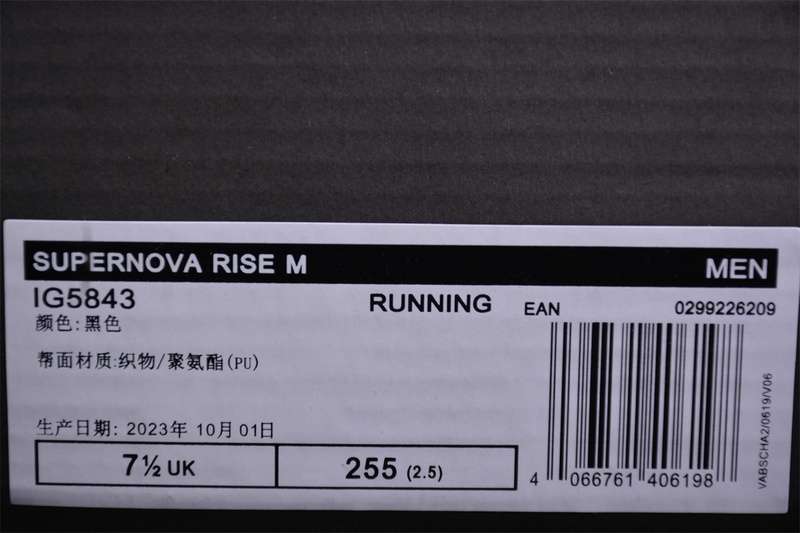 SUPERNOVA RISE M MEN
IG5843 RUNNING EAN 0299226209
颜色:黑色
帮面材质:织物/聚氨酯(PU)
生产日期: 2023年 10月 01日
7½ UK 255 (2.5)
4 066761 406198
VABSCHA2/0619/V06